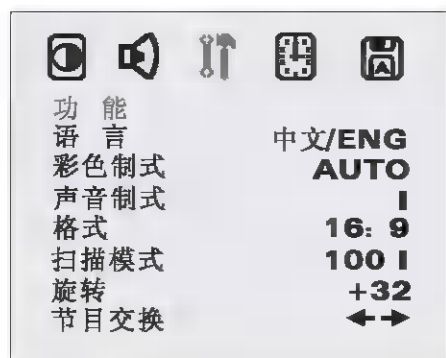 功 能
语 言 中文/ENG
彩色制式 AUTO
声音制式 I
格式 16: 9
扫描模式 100 I
旋转 +32
节目交换 ◄►